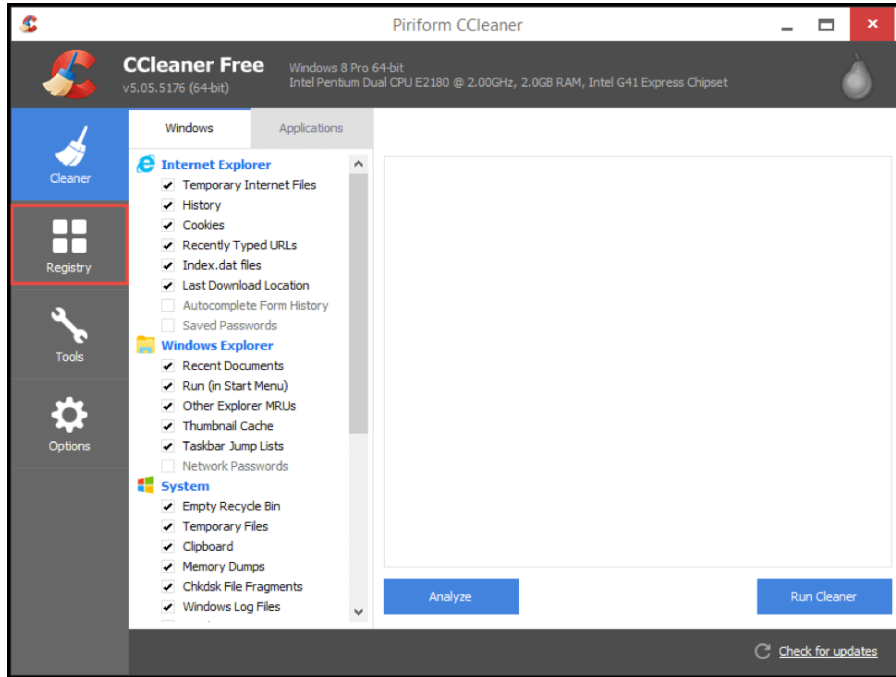 Piriform CCleaner
CCleaner Free
v5.05.5176 (64-bit)
Windows 8 Pro 64-bit
Intel Pentium Dual CPU E2180 @ 2.00GHz, 2.0GB RAM, Intel G41 Express Chipset
Cleaner
Registry
Tools
Options
Windows
Applications
Internet Explorer
Temporary Internet Files
History
Cookies
Recently Typed URLs
Index.dat files
Last Download Location
Autocomplete Form History
Saved Passwords
Windows Explorer
Recent Documents
Run (in Start Menu)
Other Explorer MRUs
Thumbnail Cache
Taskbar Jump Lists
Network Passwords
System
Empty Recycle Bin
Temporary Files
Clipboard
Memory Dumps
Chkdsk File Fragments
Windows Log Files
Analyze
Run Cleaner
Check for updates